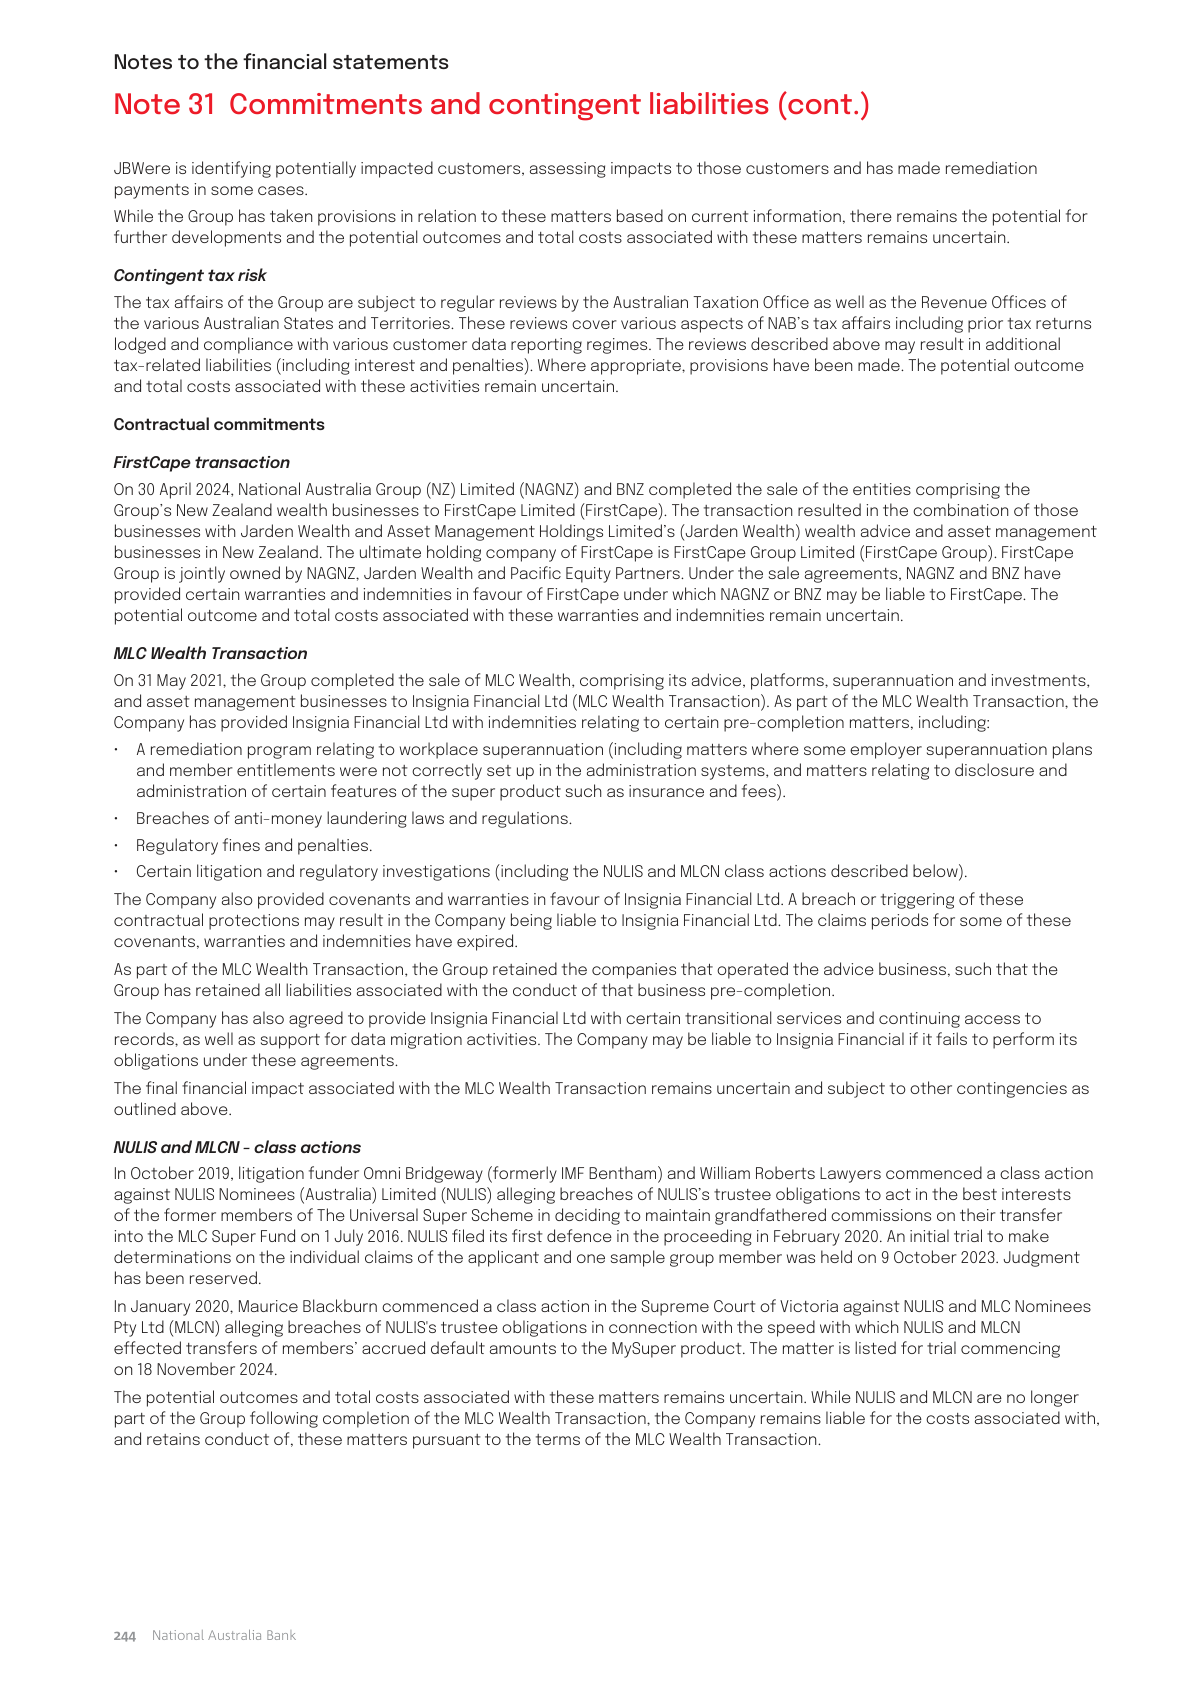 Notes to the financial statements
Note 31 Commitments and contingent liabilities (cont.)
JBWere is identifying potentially impacted customers, assessing impacts to those customers and has made remediation
payments in some cases.
While the Group has taken provisions in relation to these matters based on current information, there remains the potential for
further developments and the potential outcomes and total costs associated with these matters remains uncertain.
Contingent tax risk
The tax affairs of the Group are subject to regular reviews by the Australian Taxation Office as well as the Revenue Offices of
the various Australian States and Territories. These reviews cover various aspects of NAB's tax affairs including prior tax returns
lodged and compliance with various customer data reporting regimes. The reviews described above may result in additional
tax-related liabilities (including interest and penalties). Where appropriate, provisions have been made. The potential outcome
and total costs associated with these activities remain uncertain.
Contractual commitments
FirstCape transaction
On 30 April 2024, National Australia Group (NZ) Limited (NAGNZ) and BNZ completed the sale of the entities comprising the
Group's New Zealand wealth businesses to FirstCape Limited (FirstCape). The transaction resulted in the combination of those
businesses with Jarden Wealth and Asset Management Holdings Limited's (Jarden Wealth) wealth advice and asset management
businesses in New Zealand. The ultimate holding company of FirstCape is FirstCape Group Limited (FirstCape Group). FirstCape
Group is jointly owned by NAGNZ, Jarden Wealth and Pacific Equity Partners. Under the sale agreements, NAGNZ and BNZ have
provided certain warranties and indemnities in favour of FirstCape under which NAGNZ or BNZ may be liable to FirstCape. The
potential outcome and total costs associated with these warranties and indemnities remain uncertain.
MLC Wealth Transaction
On 31 May 2021, the Group completed the sale of MLC Wealth, comprising its advice, platforms, superannuation and investments,
and asset management businesses to Insignia Financial Ltd (MLC Wealth Transaction). As part of the MLC Wealth Transaction, the
Company has provided Insignia Financial Ltd with indemnities relating to certain pre-completion matters, including:
• A remediation program relating to workplace superannuation (including matters where some employer superannuation plans
and member entitlements were not correctly set up in the administration systems, and matters relating to disclosure and
administration of certain features of the super product such as insurance and fees).
• Breaches of anti-money laundering laws and regulations.
• Regulatory fines and penalties.
• Certain litigation and regulatory investigations (including the NULIS and MLCN class actions described below).
The Company also provided covenants and warranties in favour of Insignia Financial Ltd. A breach or triggering of these
contractual protections may result in the Company being liable to Insignia Financial Ltd. The claims periods for some of these
covenants, warranties and indemnities have expired.
As part of the MLC Wealth Transaction, the Group retained the companies that operated the advice business, such that the
Group has retained all liabilities associated with the conduct of that business pre-completion.
The Company has also agreed to provide Insignia Financial Ltd with certain transitional services and continuing access to
records, as well as support for data migration activities. The Company may be liable to Insignia Financial if it fails to perform its
obligations under these agreements.
The final financial impact associated with the MLC Wealth Transaction remains uncertain and subject to other contingencies as
outlined above.
NULIS and MLCN - class actions
In October 2019, litigation funder Omni Bridgeway (formerly IMF Bentham) and William Roberts Lawyers commenced a class action
against NULIS Nominees (Australia) Limited (NULIS) alleging breaches of NULIS's trustee obligations to act in the best interests
of the former members of The Universal Super Scheme in deciding to maintain grandfathered commissions on their transfer
into the MLC Super Fund on 1 July 2016. NULIS filed its first defence in the proceeding in February 2020. An initial trial to make
determinations on the individual claims of the applicant and one sample group member was held on 9 October 2023. Judgment
has been reserved.
In January 2020, Maurice Blackburn commenced a class action in the Supreme Court of Victoria against NULIS and MLC Nominees
Pty Ltd (MLCN) alleging breaches of NULIS's trustee obligations in connection with the speed with which NULIS and MLCN
effected transfers of members' accrued default amounts to the MySuper product. The matter is listed for trial commencing
on 18 November 2024.
The potential outcomes and total costs associated with these matters remains uncertain. While NULIS and MLCN are no longer
part of the Group following completion of the MLC Wealth Transaction, the Company remains liable for the costs associated with,
and retains conduct of, these matters pursuant to the terms of the MLC Wealth Transaction.
244 National Australia Bank